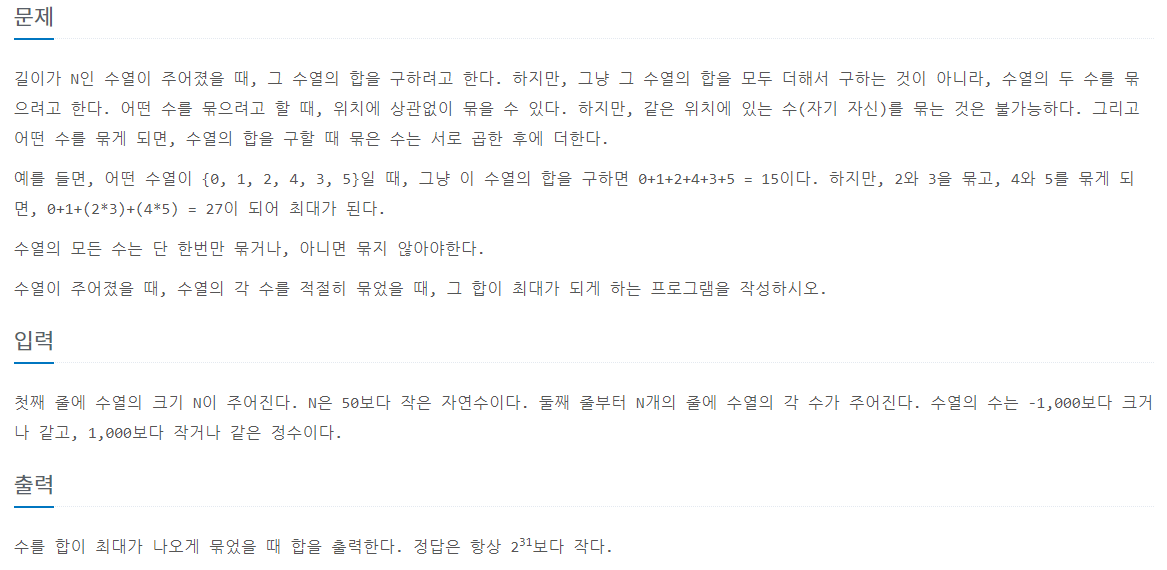 문제
길이가 N인 수열이 주어졌을 때, 그 수열의 합을 구하려고 한다. 하지만, 그냥 그 수열의 합을 모두 더해서 구하는 것이 아니라, 수열의 두 수를 묶
으려고 한다. 어떤 수를 묶으려고 할 때, 위치에 상관없이 묶을 수 있다. 하지만, 같은 위치에 있는 수(자기 자신)를 묶는 것은 불가능하다. 그리고
어떤 수를 묶게 되면, 수열의 합을 구할 때 묶은 수는 서로 곱한 후에 더한다.
예를 들면, 어떤 수열이 {0, 1, 2, 4, 3, 5}일 때, 그냥 이 수열의 합을 구하면 0+1+2+4+3+5 = 15이다. 하지만, 2와 3을 묶고, 4와 5를 묶게 되
면, 0+1+(2*3)+(4*5) = 27이 되어 최대가 된다.
수열의 모든 수는 단 한번만 묶거나, 아니면 묶지 않아야한다.
수열이 주어졌을 때, 수열의 각 수를 적절히 묶었을 때, 그 합이 최대가 되게 하는 프로그램을 작성하시오.
입력
첫째 줄에 수열의 크기 N이 주어진다. N은 50보다 작은 자연수이다. 둘째 줄부터 N개의 줄에 수열의 각 수가 주어진다. 수열의 수는 -1,000보다 크거
나 같고, 1,000보다 작거나 같은 정수이다.
출력
수를 합이 최대가 나오게 묶었을 때 합을 출력한다. 정답은 항상 2³¹보다 작다.